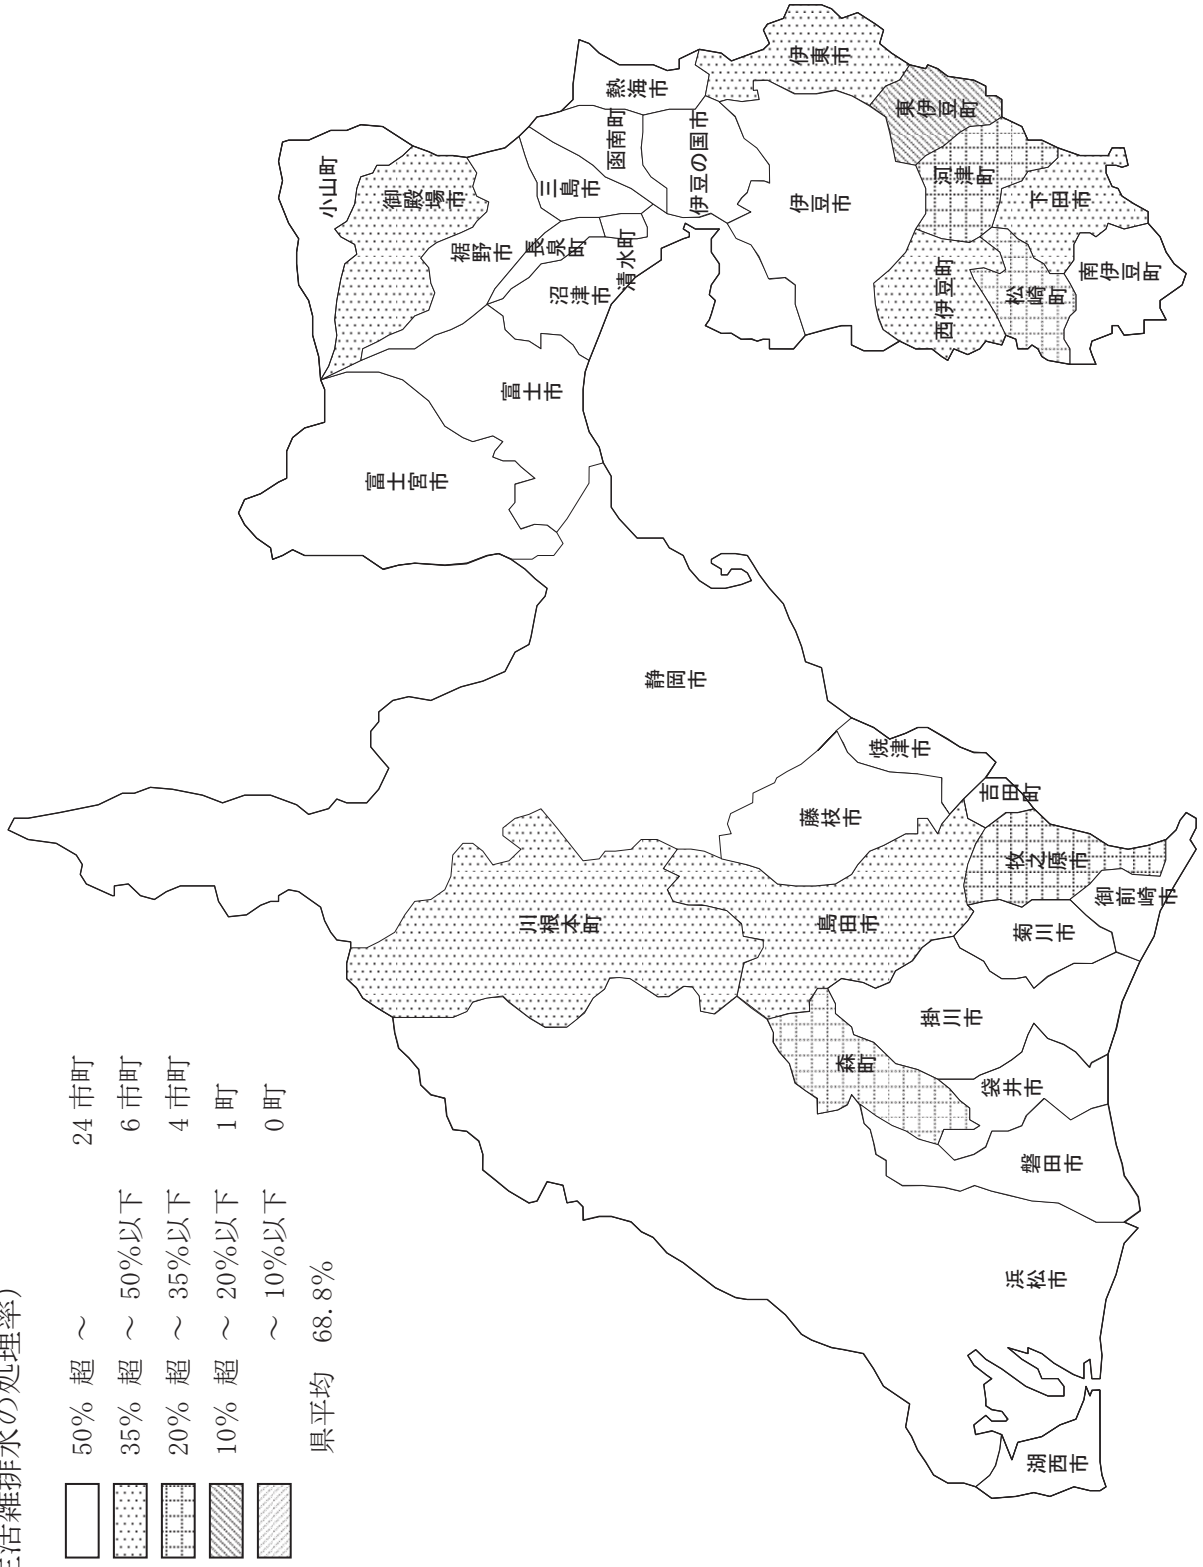 生活雑排水の処理率)
50% 超 ～ 24 市町
35% 超 ～ 50%以下 6 市町
20% 超 ～ 35%以下 4 市町
10% 超 ～ 20%以下 1 町
～ 10%以下 0 町
県平均 68.8%
小山町
御殿場市
裾野市
富士宮市
富士市
長泉町
三島市
函南町
熱海市
沼津市
清水町
伊豆の国市
伊東市
伊豆市
東伊豆町
河津町
西伊豆町
下田市
松崎町
南伊豆町
静岡市
川根本町
藤枝市
焼津市
島田市
吉田町
牧之原市
御前崎市
菊川市
掛川市
森町
袋井市
磐田市
浜松市
湖西市